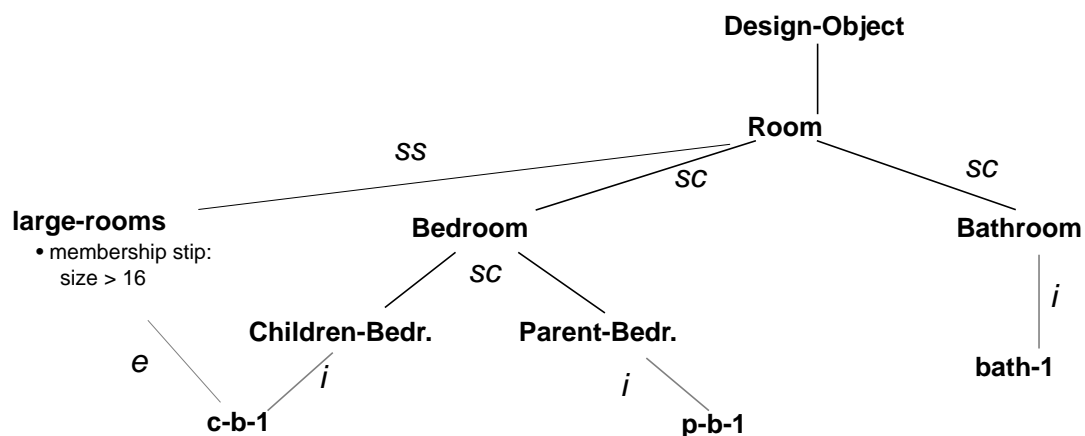 Design-Object
Room
ss
sc
sc
large-rooms
• membership stip:
size > 16
Bedroom
Bathroom
sc
i
Children-Bedr.
Parent-Bedr.
e
i
i
bath-1
c-b-1
p-b-1